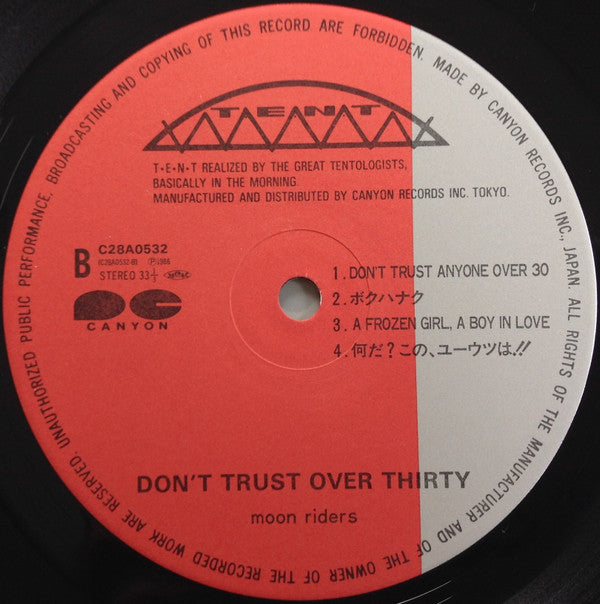 UNAUTHORIZED PUBLIC PERFORMANCE, BROADCASTING AND COPYING OF THIS RECORD ARE FORBIDDEN. MADE BY CANYON RECORDS INC., JAPAN. ALL RIGHTS OF THE MANUFACTURER AND OF THE OWNER OF THE RECORDED WORK ARE RESERVED.
TENT
T•E•N•T REALIZED BY THE GREAT TENTOLOGISTS,
BASICALLY IN THE MORNING.
MANUFACTURED AND DISTRIBUTED BY CANYON RECORDS INC. TOKYO.
B
C28A0532
(C28A0532-B) Ⓟ1986
STEREO 33⅓
CANYON
1. DON'T TRUST ANYONE OVER 30
2. ボクハナク
3. A FROZEN GIRL, A BOY IN LOVE
4. 何だ?この、ユーウツは!!
DON'T TRUST OVER THIRTY
moon riders